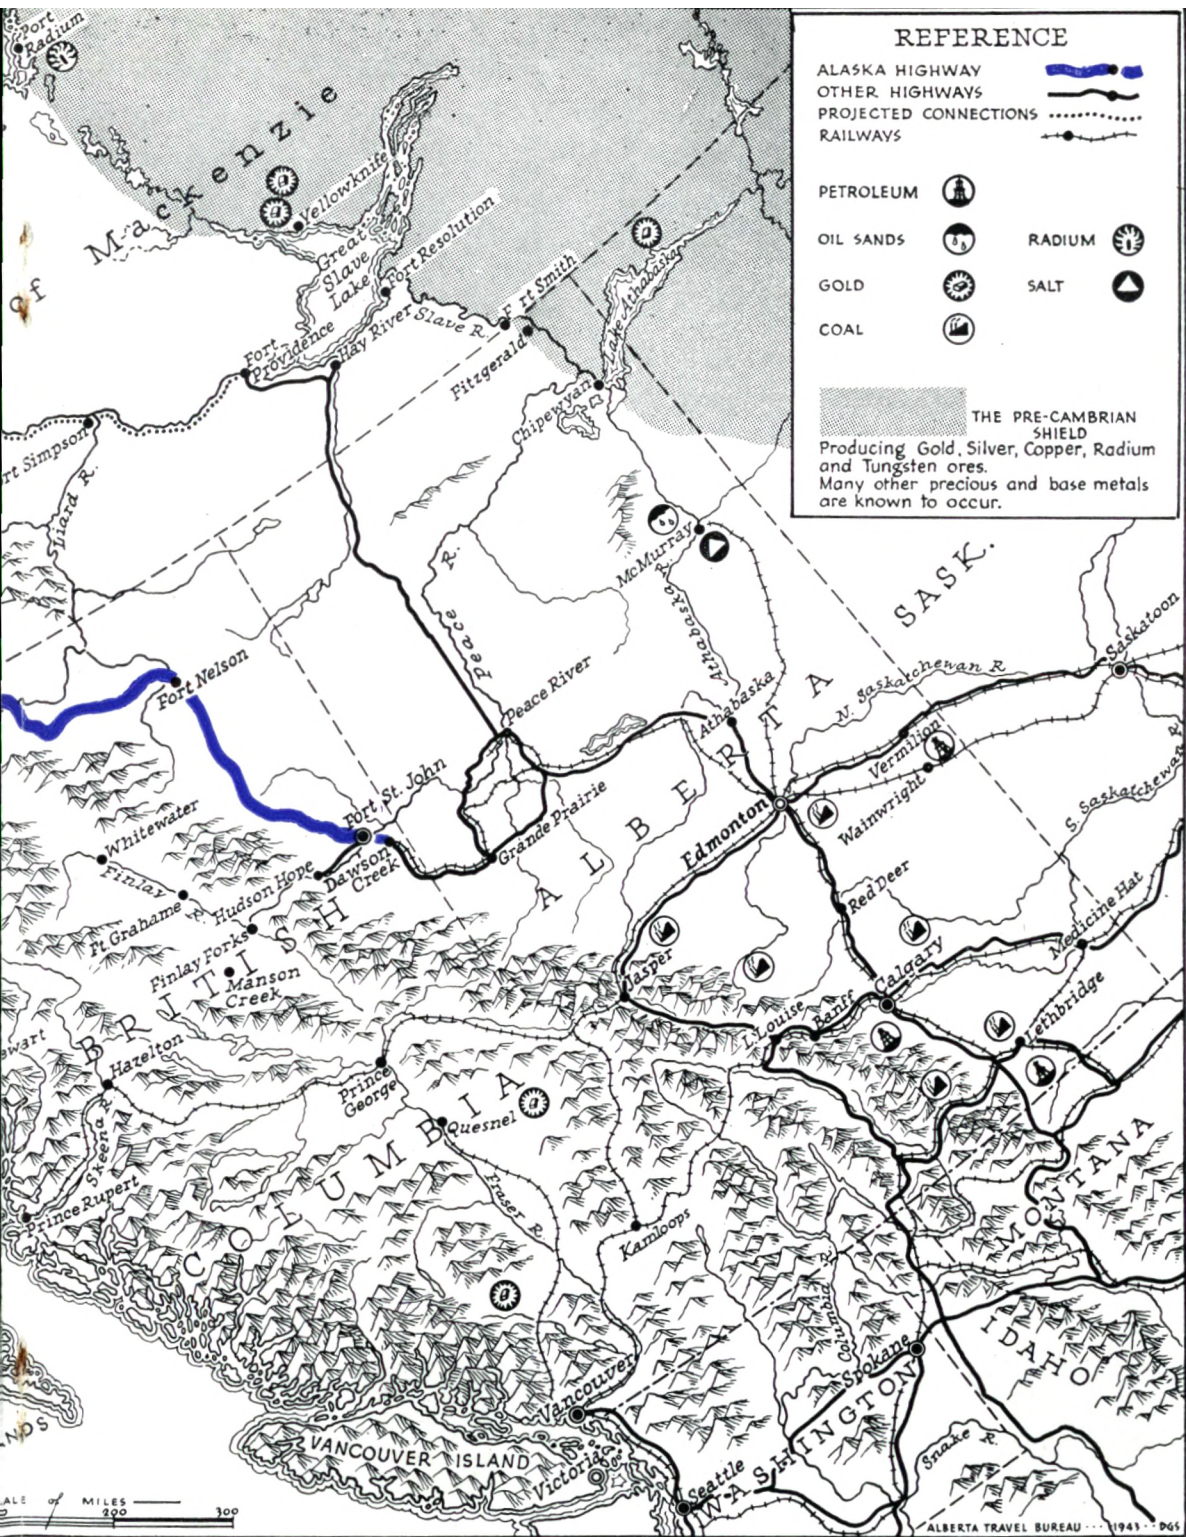 REFERENCE
ALASKA HIGHWAY
OTHER HIGHWAYS
PROJECTED CONNECTIONS
RAILWAYS
PETROLEUM
OIL SANDS
RADIUM
GOLD
SALT
COAL
THE PRE-CAMBRIAN
SHIELD
Producing Gold, Silver, Copper, Radium
and Tungsten ores.
Many other precious and base metals
are known to occur.
Port
Radium
of Mackenzie
Yellowknife
Great
Slave
Lake
Fort Resolution
Fort
Providence
Hay River
Slave R.
Fort Smith
Fitzgerald
Lake Athabaska
Chipewyan
Liard R.
McMurray
Athabaska R.
Peace R.
SASK.
Saskatoon
N. Saskatchewan R.
S. Saskatchewan R.
Fort Nelson
Peace River
Athabaska
ALBERTA
Vermilion
Wainwright
Edmonton
Fort St. John
Grande Prairie
Dawson
Creek
Whitewater
Finlay R.
Hudson Hope
Ft Grahame
Finlay Forks
Manson
Creek
Red Deer
Medicine Hat
Calgary
Jasper
L. Louise
Banff
Lethbridge
BRITISH
COLUMBIA
Hazelton
Prince
George
Quesnel
Skeena R.
Prince Rupert
Fraser R.
Kamloops
Columbia R.
MONTANA
IDAHO
Spokane
WASHINGTON
Snake R.
Vancouver
VANCOUVER ISLAND
Victoria
Seattle
of MILES
200 300
ALBERTA TRAVEL BUREAU 1943 DGS